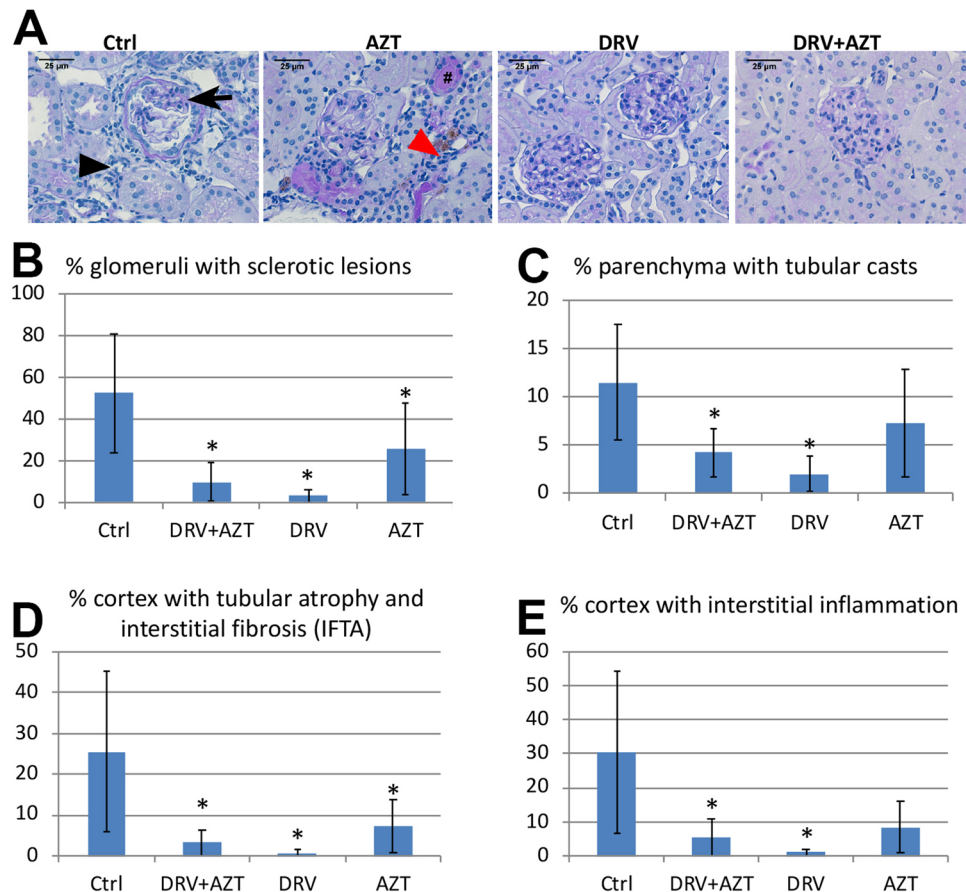 A
Ctrl
AZT
DRV
DRV+AZT
25 µm
25 µm
25 µm
25 µm
#
B
% glomeruli with sclerotic lesions
100
80
60
40
20
0
*
*
*
Ctrl
DRV+AZT
DRV
AZT
C
% parenchyma with tubular casts
20
15
10
5
0
*
*
Ctrl
DRV+AZT
DRV
AZT
D
% cortex with tubular atrophy and
interstitial fibrosis (IFTA)
50
40
30
20
10
0
*
*
*
Ctrl
DRV+AZT
DRV
AZT
E
% cortex with interstitial inflammation
60
50
40
30
20
10
0
*
*
Ctrl
DRV+AZT
DRV
AZT